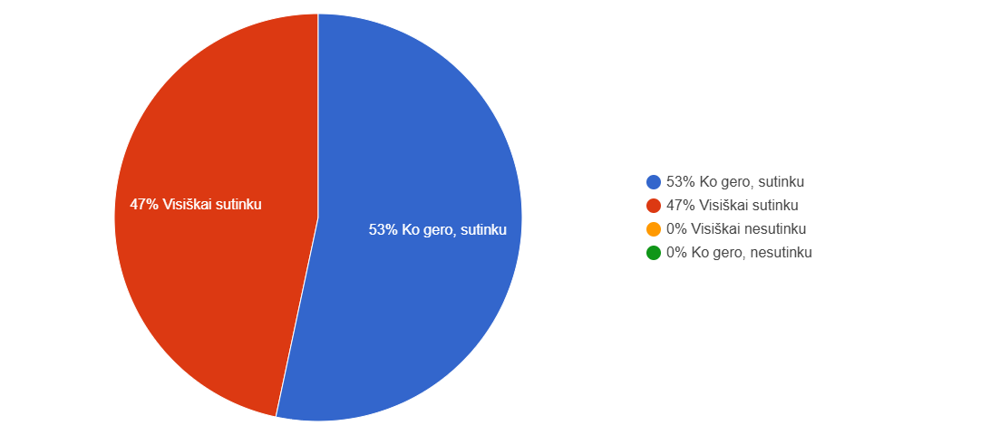 47% Visiškai sutinku
53% Ko gero, sutinku
53% Ko gero, sutinku
47% Visiškai sutinku
0% Visiškai nesutinku
0% Ko gero, nesutinku